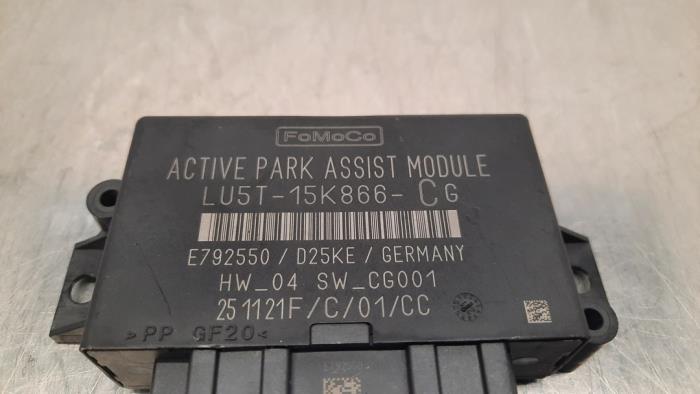 FoMoCo
ACTIVE PARK ASSIST MODULE
LU5T-15K866-CG
E792550 / D25KE / GERMANY
HW_04 SW_CG001
251121F/C/01/CC
>PP GF20<